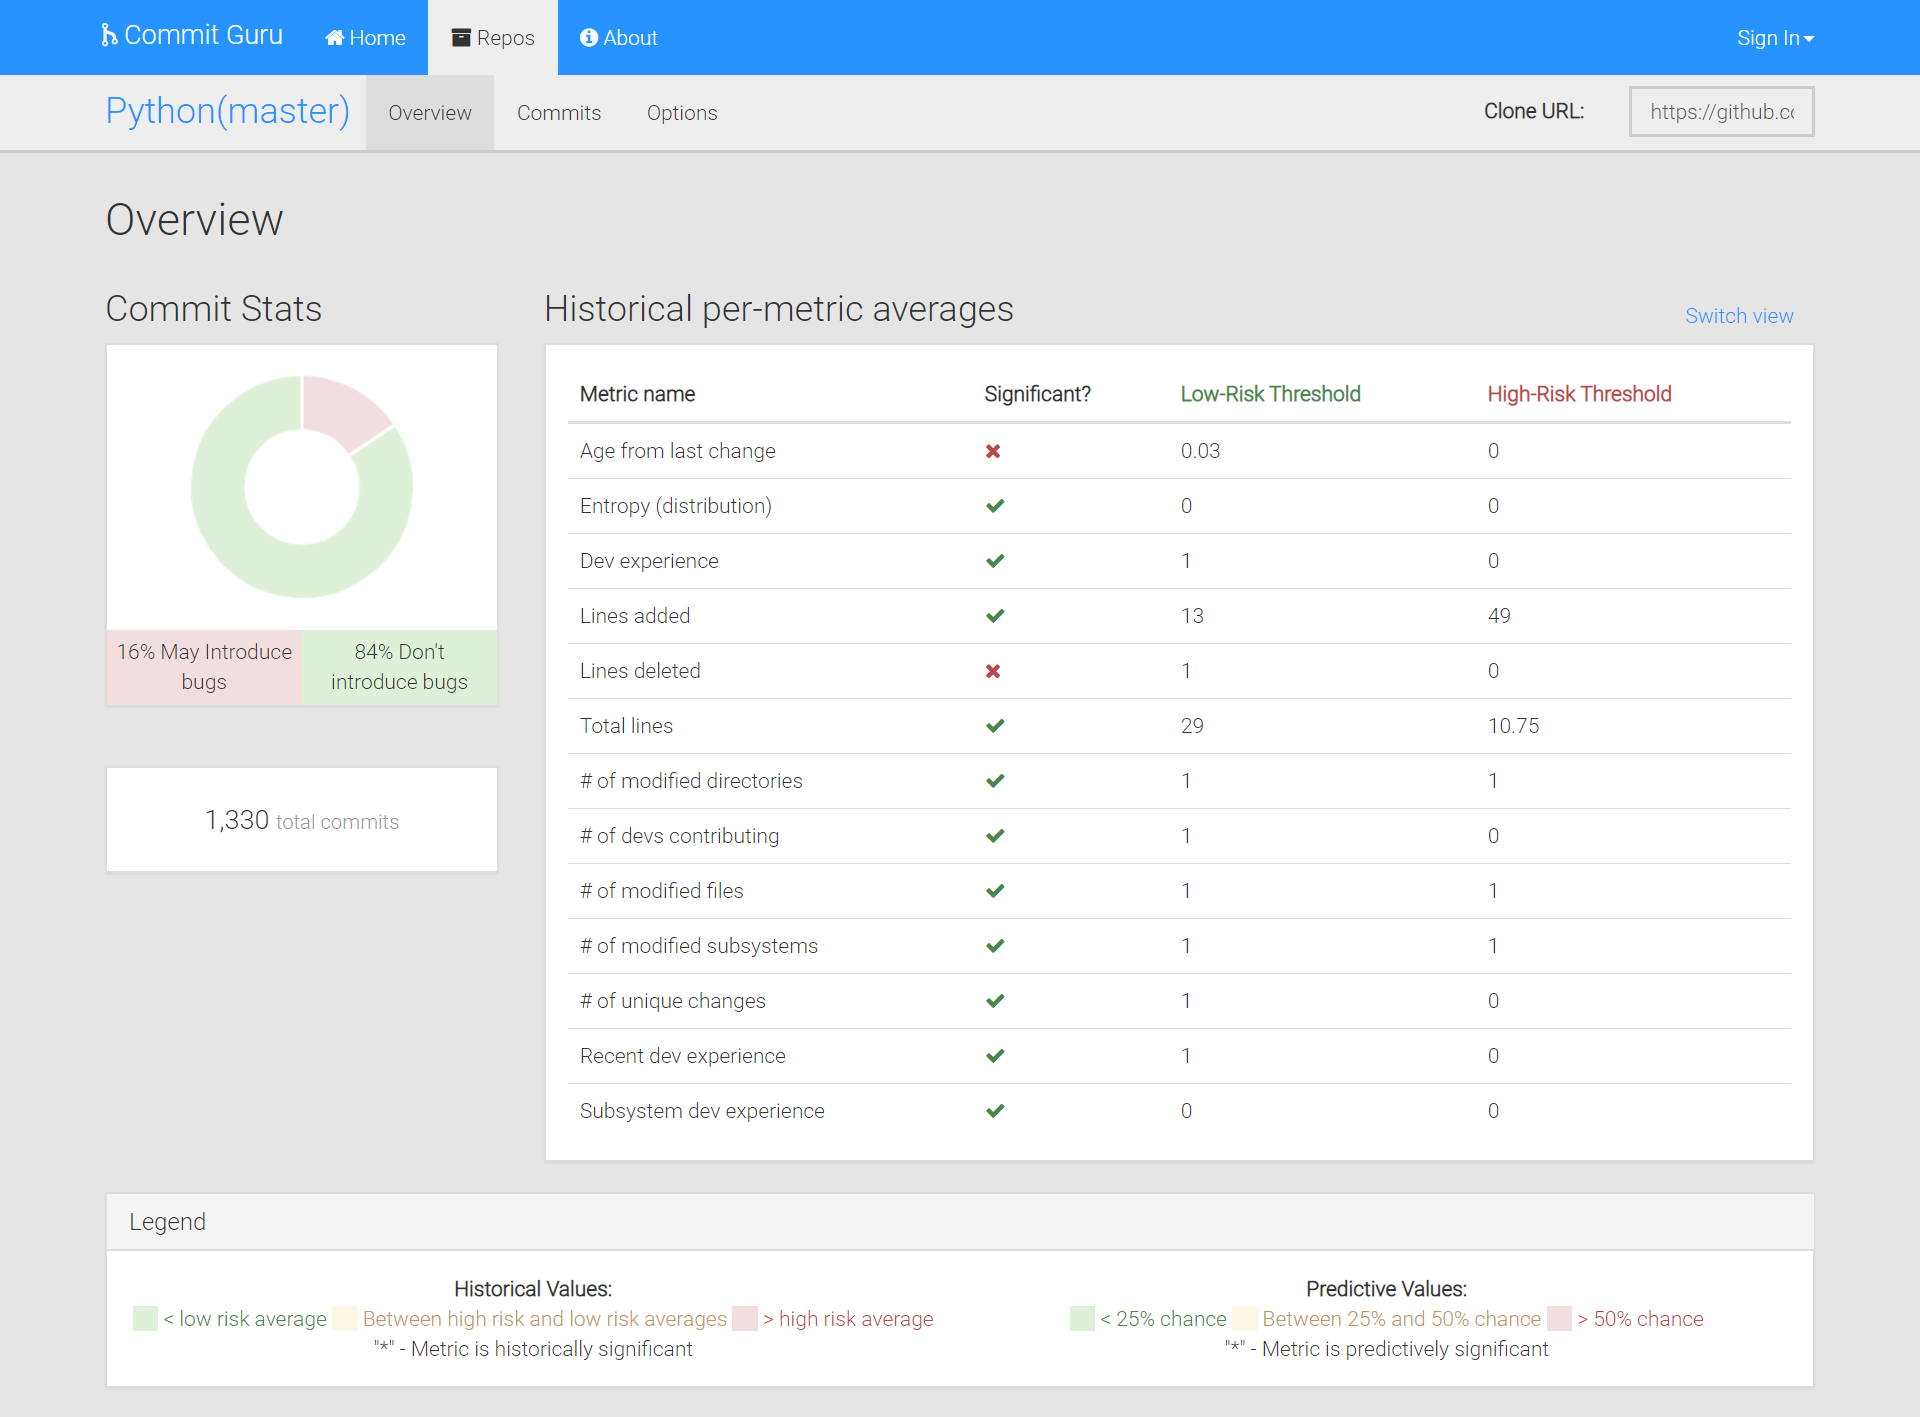 Commit Guru Home Repos About Sign In
Python(master) Overview Commits Options Clone URL: https://github.co
Overview
Commit Stats
16% May Introduce bugs
84% Don't introduce bugs
1,330 total commits
Historical per-metric averages Switch view
Metric name Significant? Low-Risk Threshold High-Risk Threshold
Age from last change 0.03 0
Entropy (distribution) 0 0
Dev experience 1 0
Lines added 13 49
Lines deleted 1 0
Total lines 29 10.75
# of modified directories 1 1
# of devs contributing 1 0
# of modified files 1 1
# of modified subsystems 1 1
# of unique changes 1 0
Recent dev experience 1 0
Subsystem dev experience 0 0
Legend
Historical Values:
< low risk average Between high risk and low risk averages > high risk average
"*" - Metric is historically significant
Predictive Values:
< 25% chance Between 25% and 50% chance > 50% chance
"*" - Metric is predictively significant